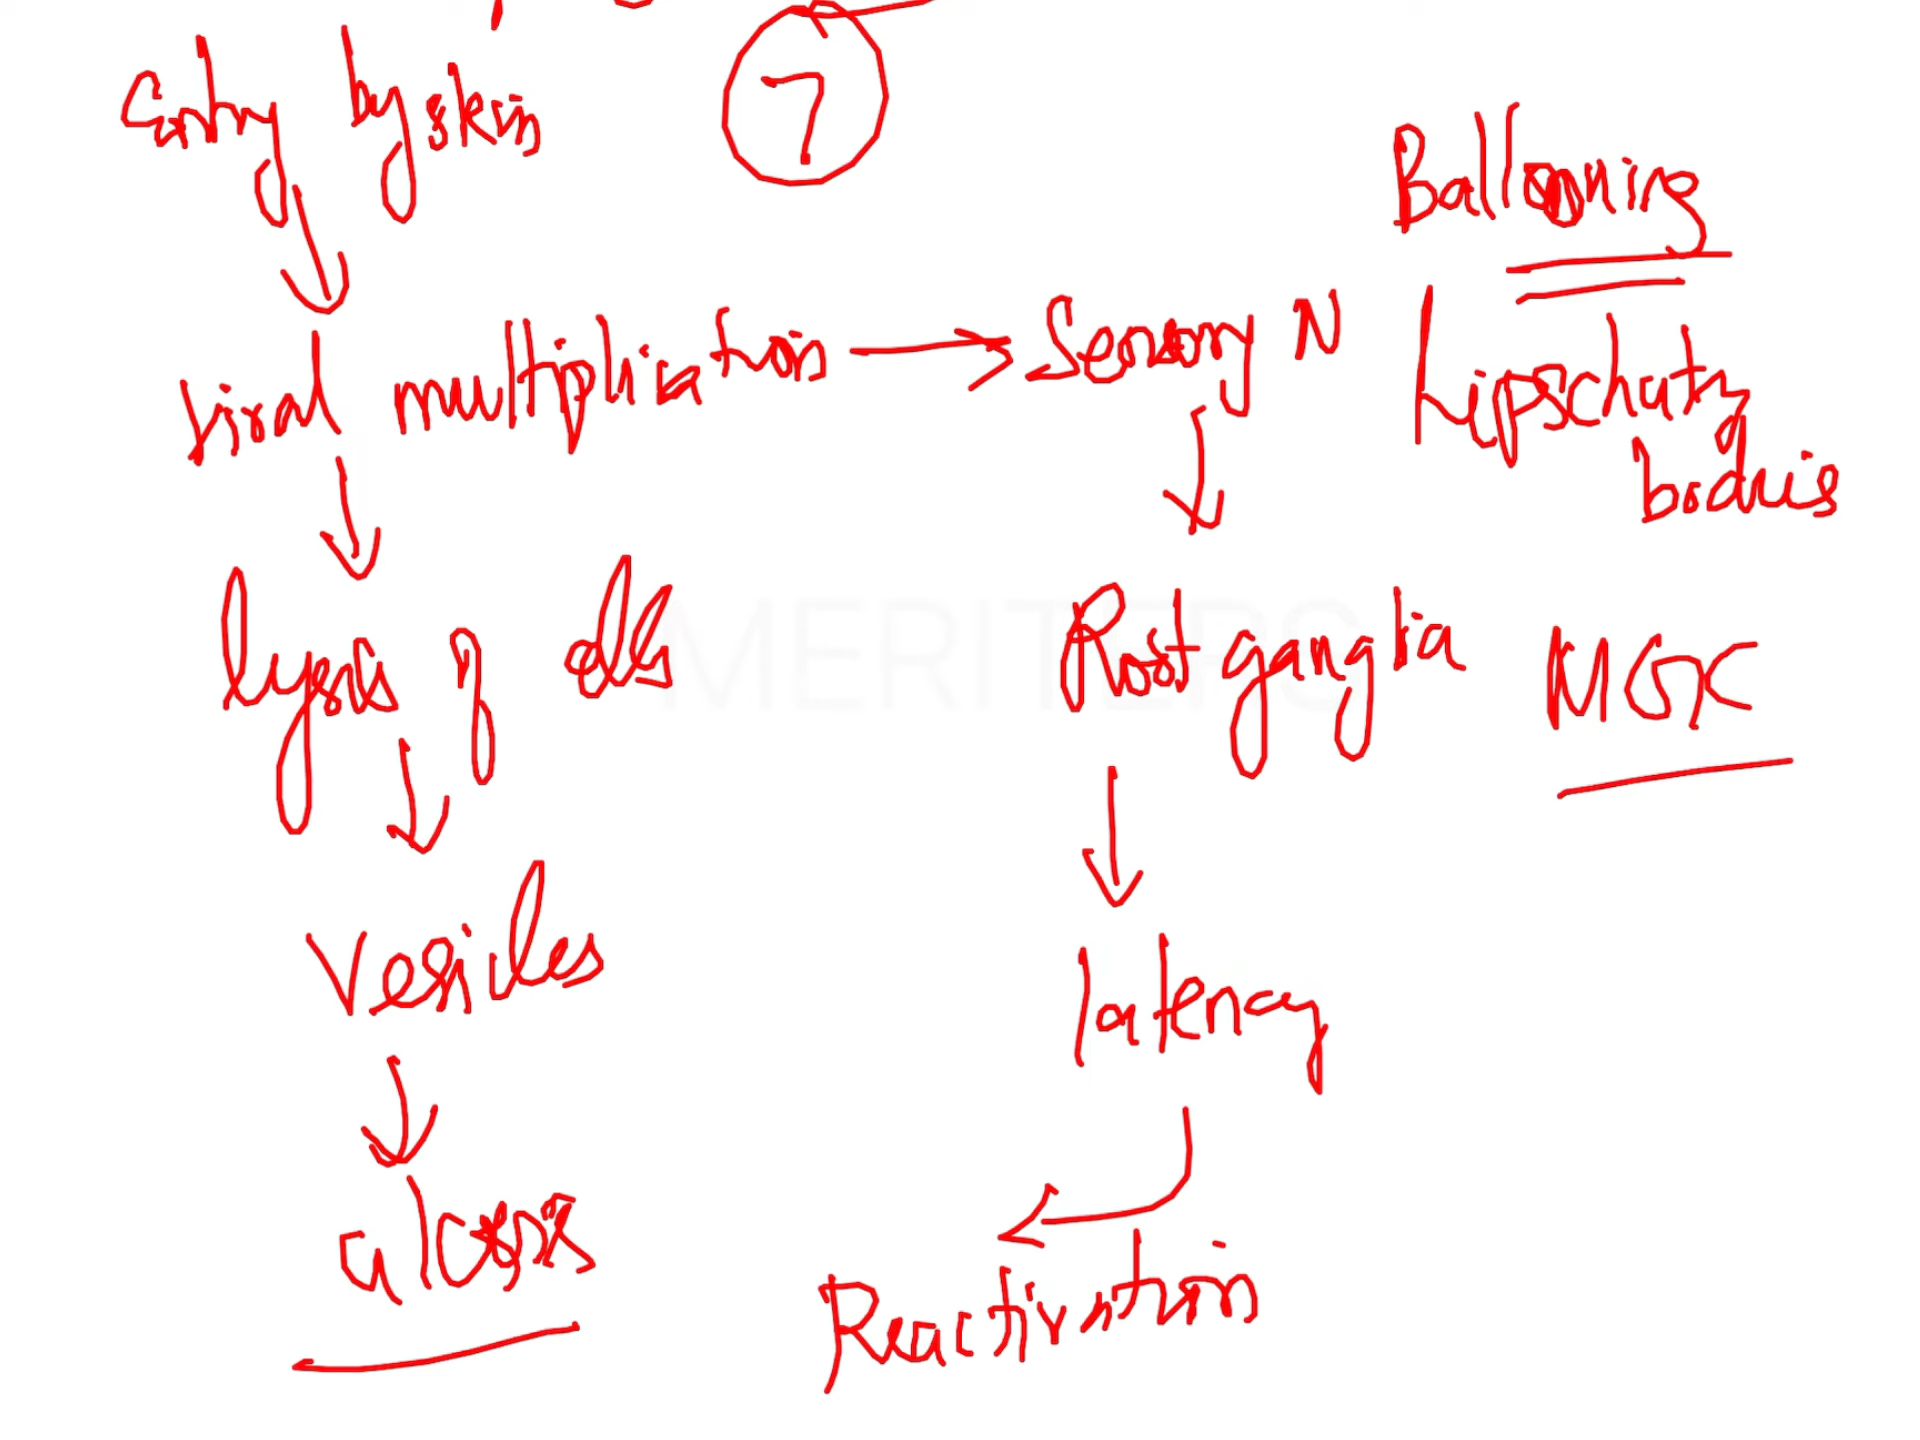 7
Entry by skin
Ballooning
Viral multiplication → Sensory N
Lipschutz
bodies
lysis of cells
Root ganglia
MGC
MERITERS
Vesicles
latency
ulcers
Reactivation